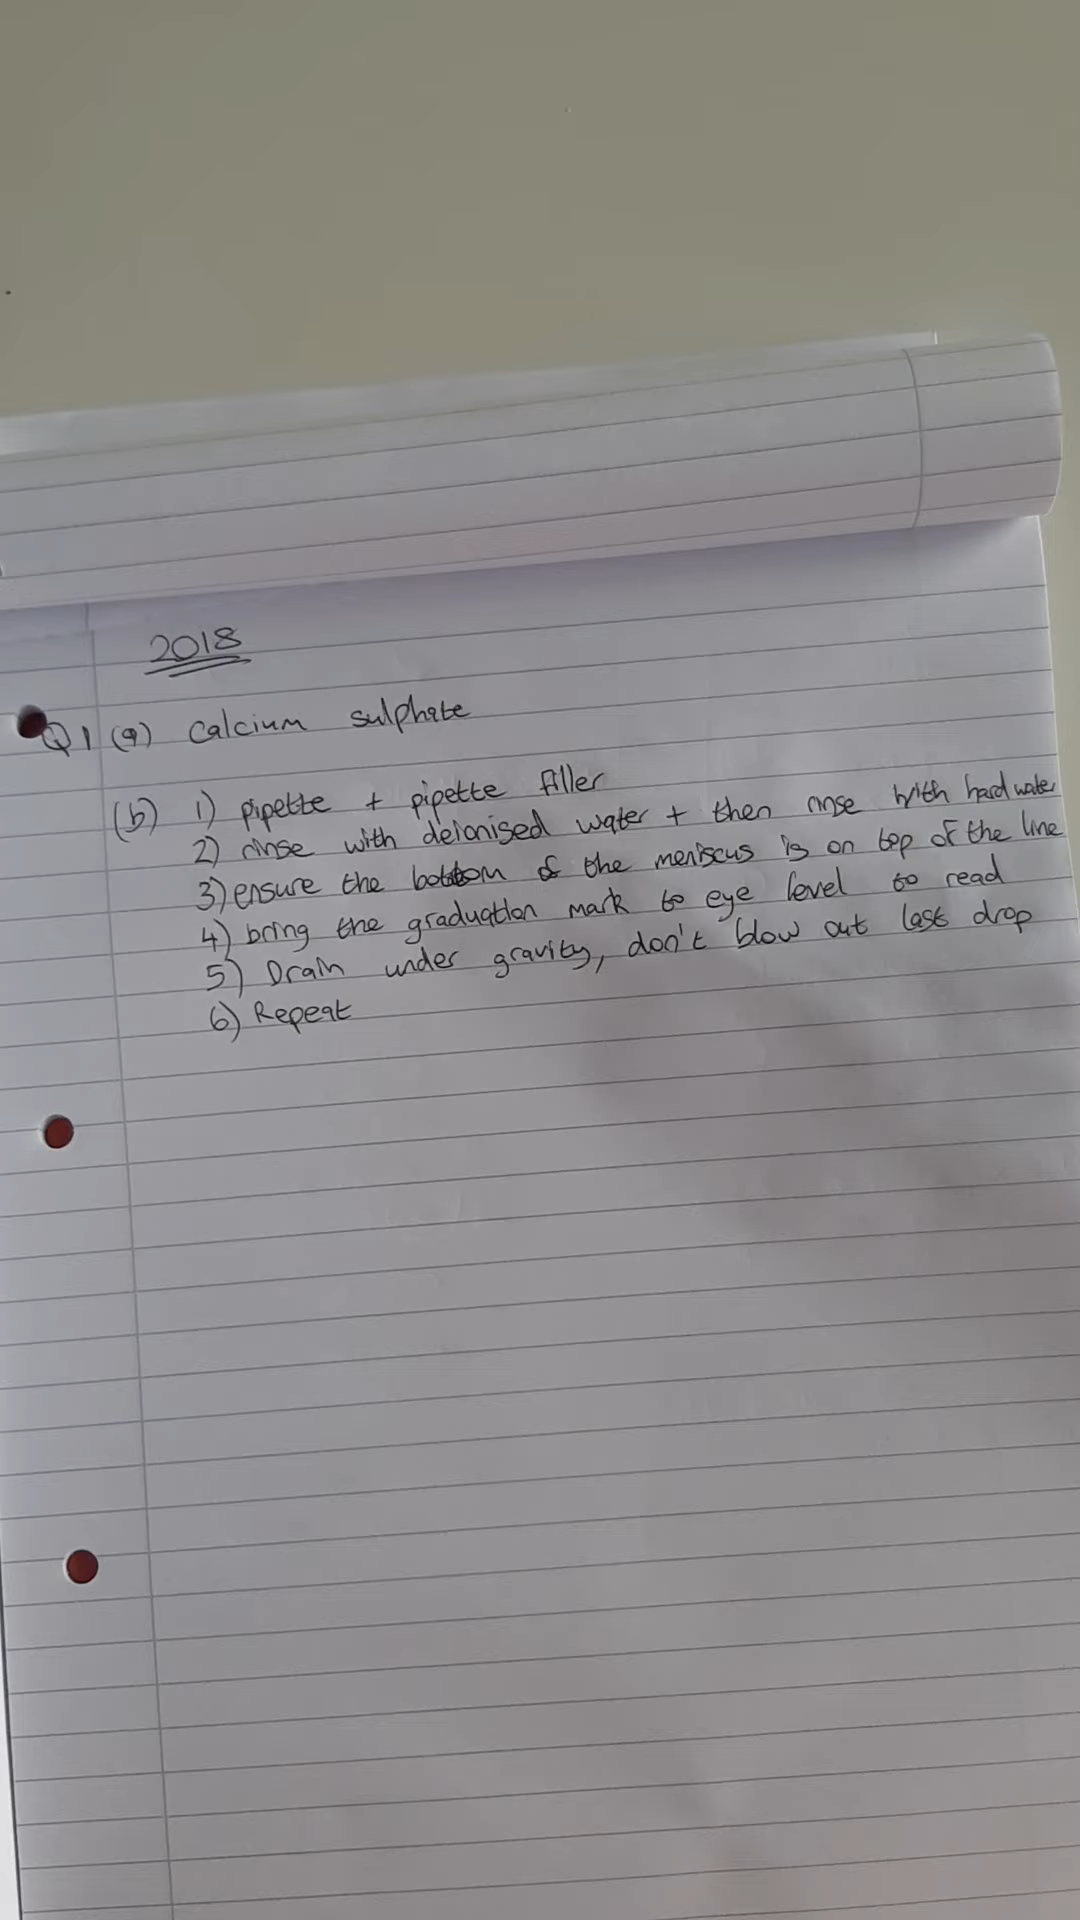 2018
Q1 (a) Calcium sulphate
(b) 1) pipette + pipette filler
2) rinse with deionised water + then rinse with hard water
3) ensure the bottom of the meniscus is on top of the line
4) bring the graduation mark to eye level to read
5) Drain under gravity, don't blow out last drop
6) Repeat